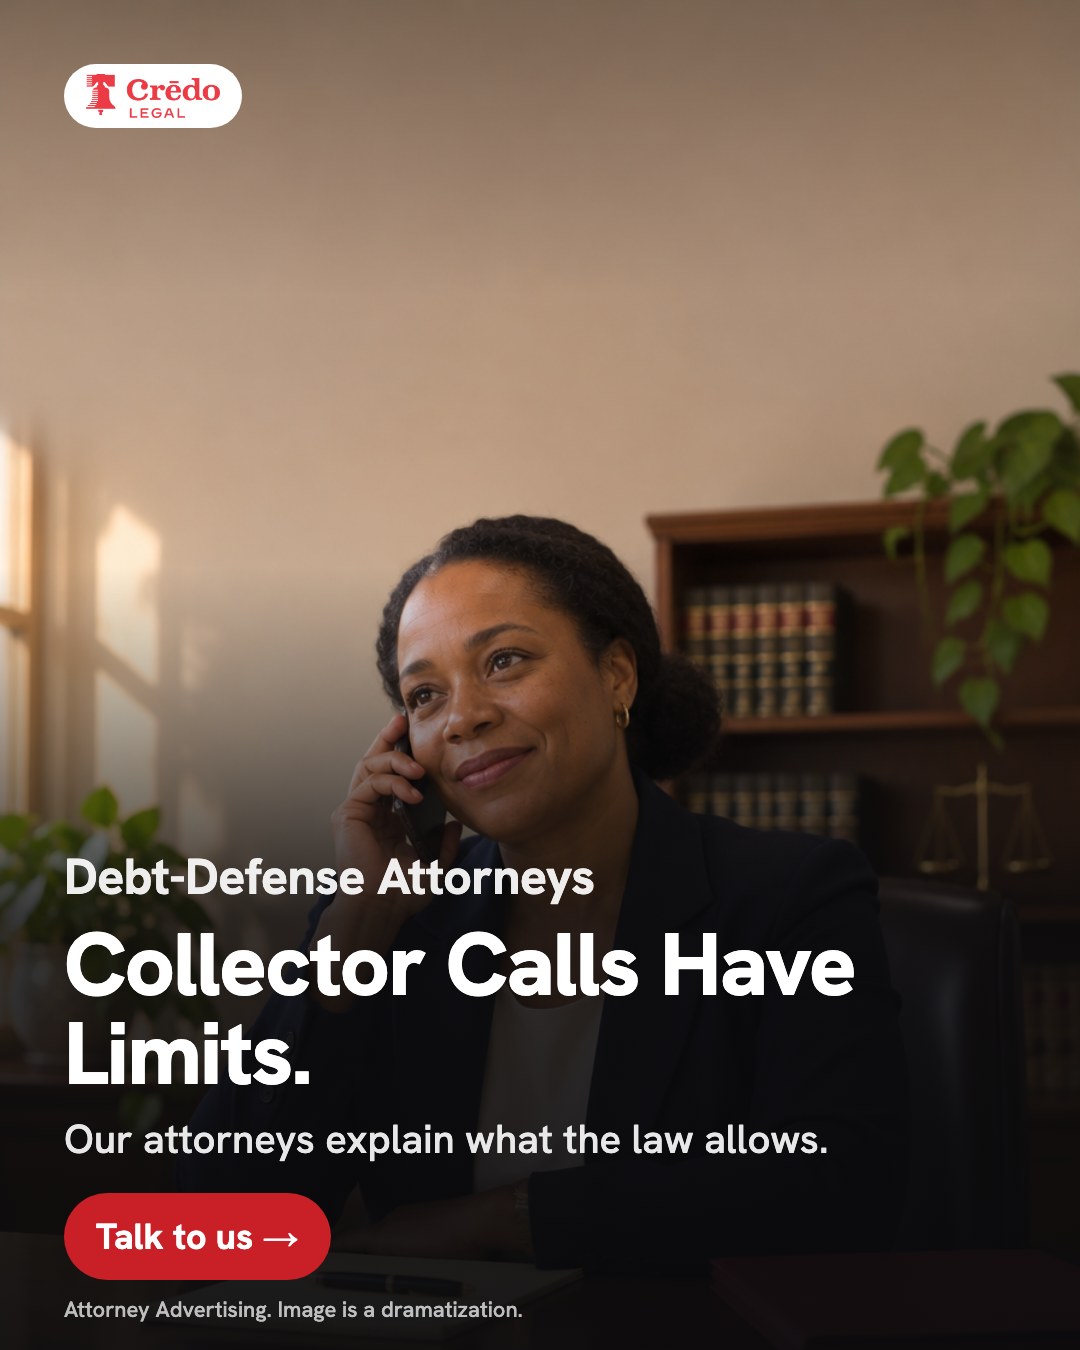 Crēdo
LEGAL
Debt-Defense Attorneys
Collector Calls Have
Limits.
Our attorneys explain what the law allows.
Talk to us →
Attorney Advertising. Image is a dramatization.